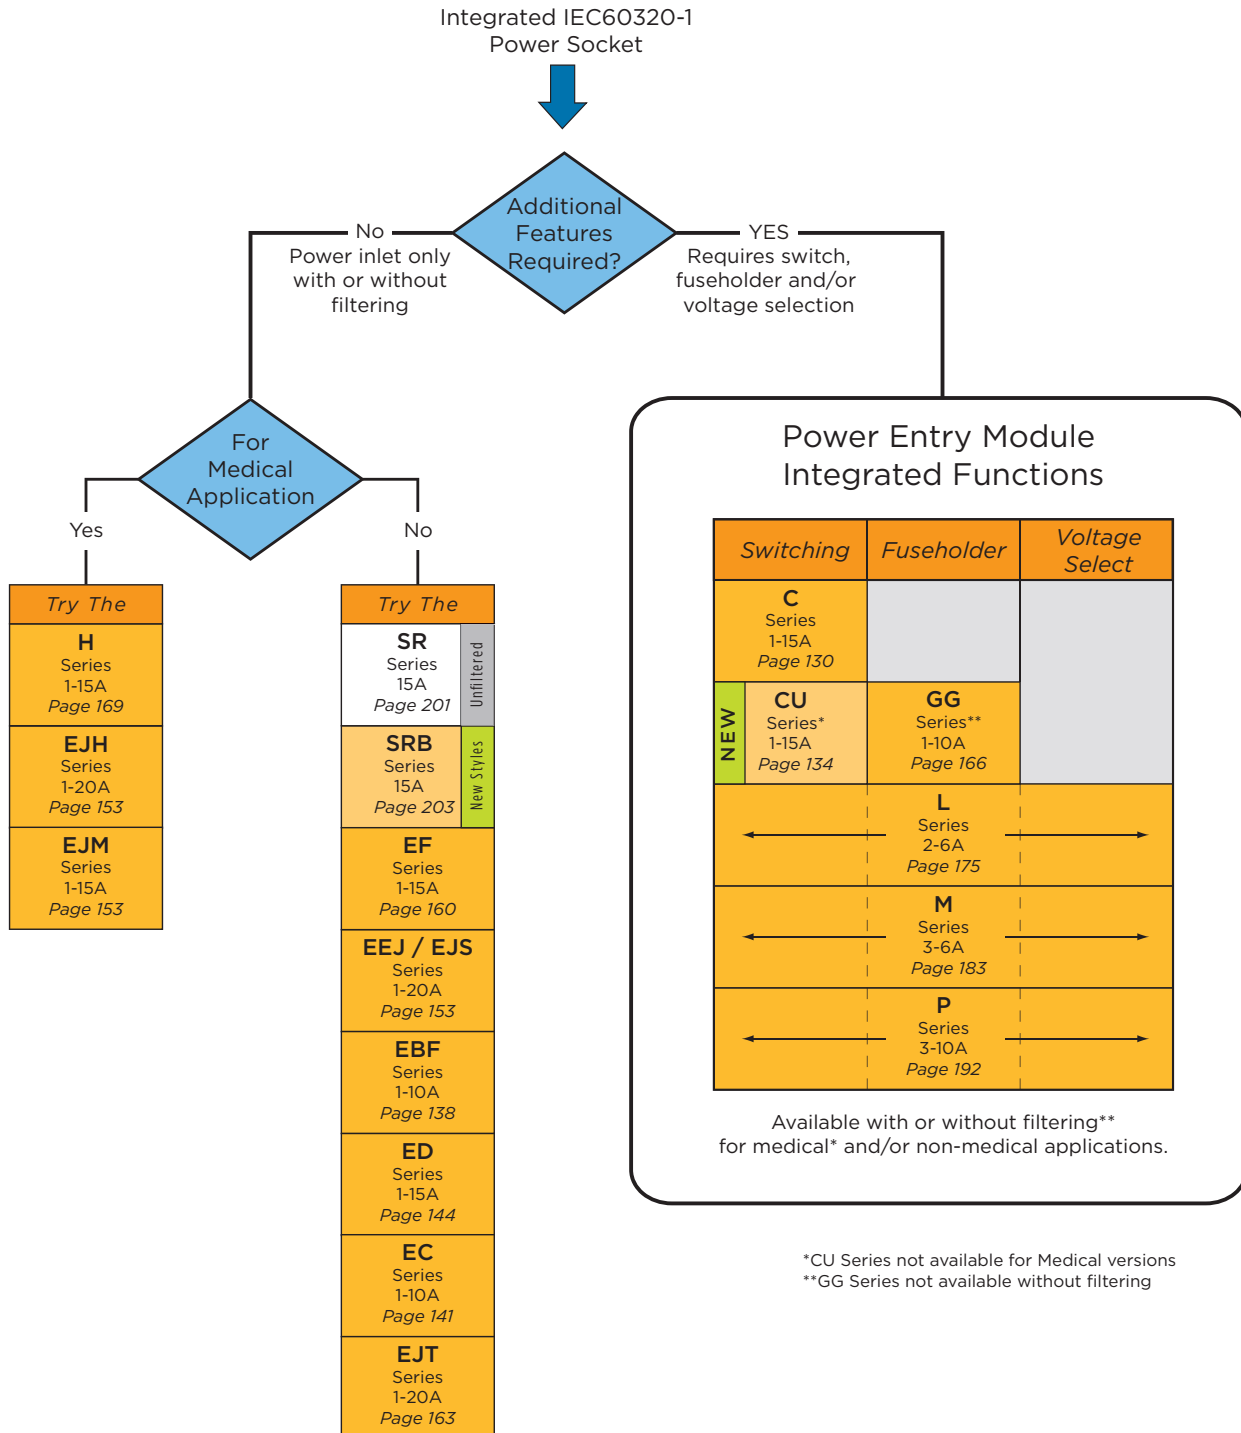 Integrated IEC60320-1
Power Socket
Additional
Features
Required?
No
Power inlet only
with or without
filtering
YES
Requires switch,
fuseholder and/or
voltage selection
For
Medical
Application
Yes
No
Try The
H
Series
1-15A
Page 169
EJH
Series
1-20A
Page 153
EJM
Series
1-15A
Page 153
Try The
SR
Series
15A
Page 201
Unfiltered
SRB
Series
15A
Page 203
New Styles
EF
Series
1-15A
Page 160
EEJ / EJS
Series
1-20A
Page 153
EBF
Series
1-10A
Page 138
ED
Series
1-15A
Page 144
EC
Series
1-10A
Page 141
EJT
Series
1-20A
Page 163
Power Entry Module
Integrated Functions
Switching
Fuseholder
Voltage
Select
C
Series
1-15A
Page 130
NEW
CU
Series*
1-15A
Page 134
GG
Series**
1-10A
Page 166
L
Series
2-6A
Page 175
M
Series
3-6A
Page 183
P
Series
3-10A
Page 192
Available with or without filtering**
for medical* and/or non-medical applications.
*CU Series not available for Medical versions
**GG Series not available without filtering